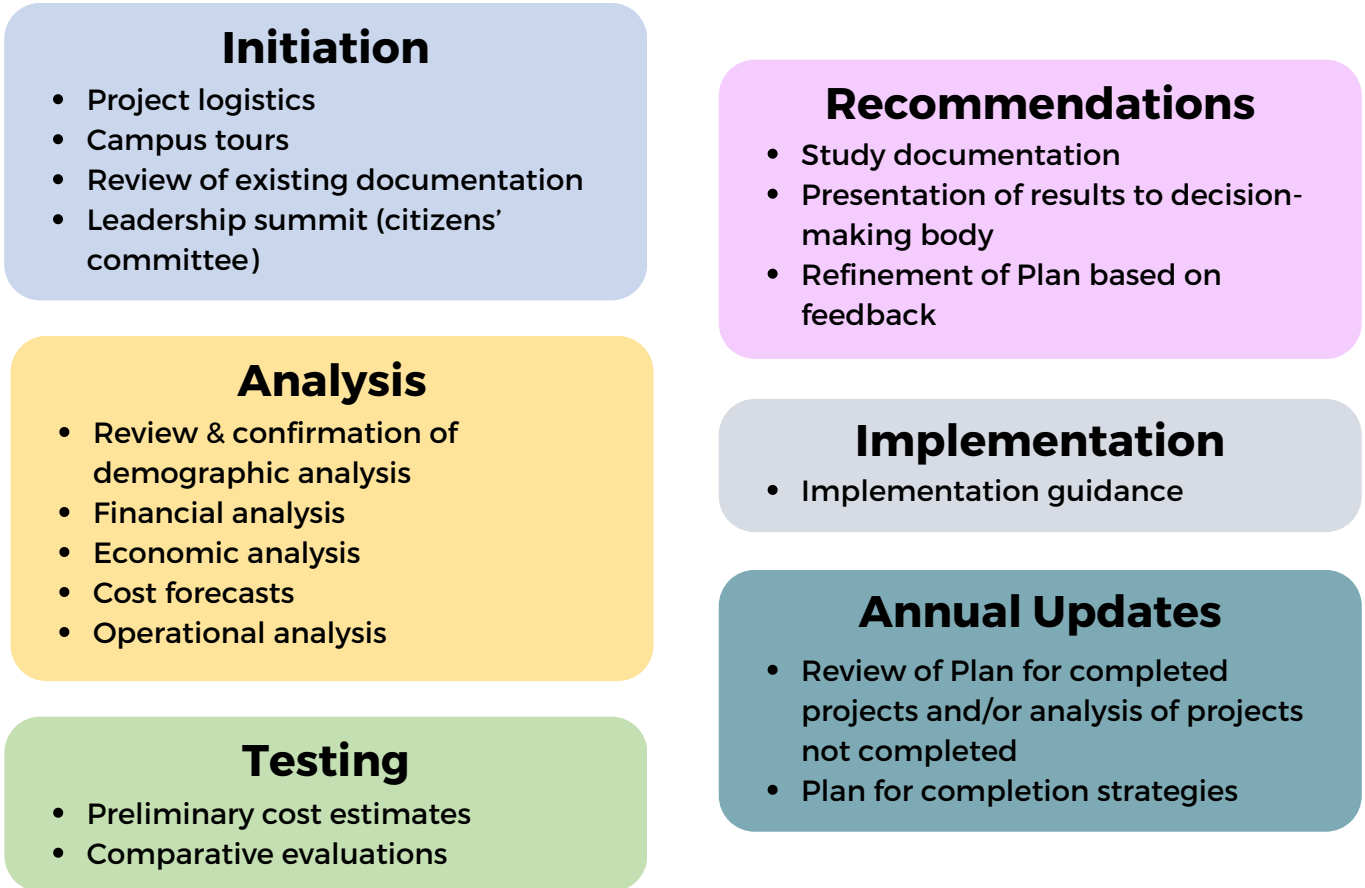 Initiation
• Project logistics
• Campus tours
• Review of existing documentation
• Leadership summit (citizens'
committee)
Analysis
• Review & confirmation of
demographic analysis
• Financial analysis
• Economic analysis
• Cost forecasts
• Operational analysis
Testing
• Preliminary cost estimates
• Comparative evaluations
Recommendations
• Study documentation
• Presentation of results to decision-
making body
• Refinement of Plan based on
feedback
Implementation
• Implementation guidance
Annual Updates
• Review of Plan for completed
projects and/or analysis of projects
not completed
• Plan for completion strategies